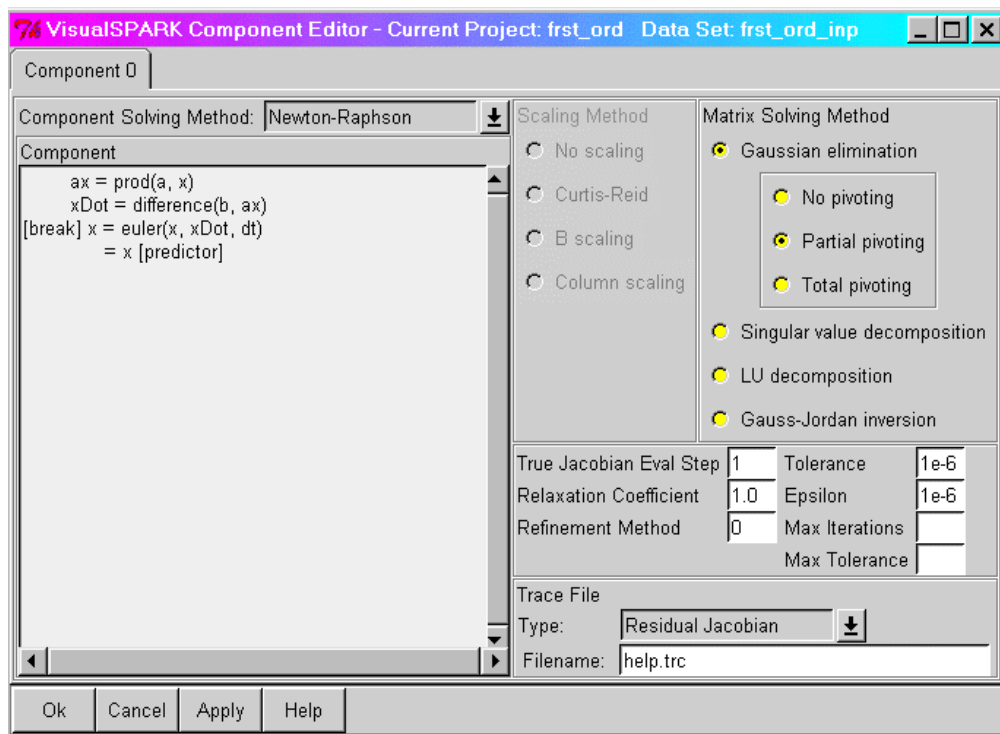 VisualSPARK Component Editor - Current Project: frst_ord   Data Set: frst_ord_inp
Component 0
Component Solving Method: Newton-Raphson
Component
ax = prod(a, x)
xDot = difference(b, ax)
[break] x = euler(x, xDot, dt)
= x [predictor]
Scaling Method
No scaling
Curtis-Reid
B scaling
Column scaling
Matrix Solving Method
Gaussian elimination
No pivoting
Partial pivoting
Total pivoting
Singular value decomposition
LU decomposition
Gauss-Jordan inversion
True Jacobian Eval Step 1 Tolerance 1e-6
Relaxation Coefficient 1.0 Epsilon 1e-6
Refinement Method 0 Max Iterations
Max Tolerance
Trace File
Type: Residual Jacobian
Filename: help.trc
Ok Cancel Apply Help